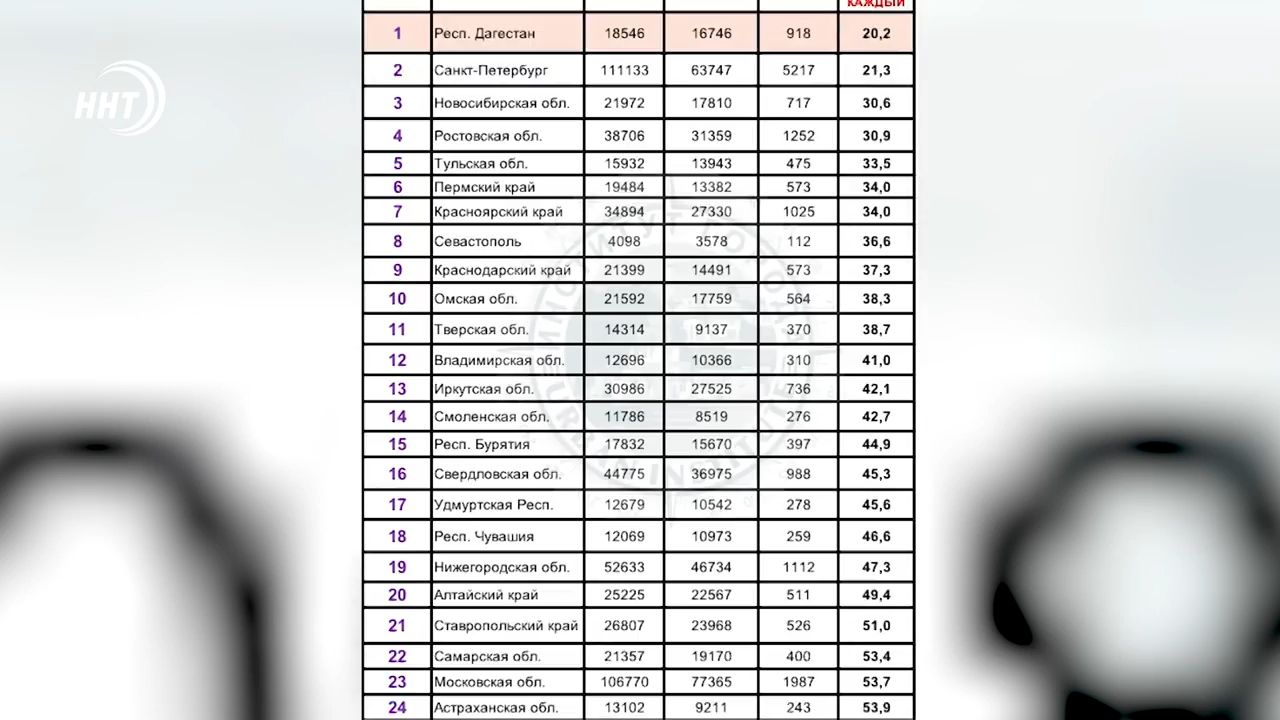 КАЖДЫЙ
1 Респ. Дагестан 18546 16746 918 20,2
2 Санкт-Петербург 111133 63747 5217 21,3
ННТ
3 Новосибирская обл. 21972 17810 717 30,6
4 Ростовская обл. 38706 31359 1252 30,9
5 Тульская обл. 15932 13943 475 33,5
6 Пермский край 19484 13382 573 34,0
7 Красноярский край 34894 27330 1025 34,0
8 Севастополь 4098 3578 112 36,6
9 Краснодарский край 21399 14491 573 37,3
10 Омская обл. 21592 17759 564 38,3
11 Тверская обл. 14314 9137 370 38,7
12 Владимирская обл. 12696 10366 310 41,0
13 Иркутская обл. 30986 27525 736 42,1
14 Смоленская обл. 11786 8519 276 42,7
15 Респ. Бурятия 17832 15670 397 44,9
16 Свердловская обл. 44775 36975 988 45,3
17 Удмуртская Респ. 12679 10542 278 45,6
18 Респ. Чувашия 12069 10973 259 46,6
19 Нижегородская обл. 52633 46734 1112 47,3
20 Алтайский край 25225 22567 511 49,4
21 Ставропольский край 26807 23968 526 51,0
22 Самарская обл. 21357 19170 400 53,4
23 Московская обл. 106770 77365 1987 53,7
24 Астраханская обл. 13102 9211 243 53,9
ИНСТИТУТ ГОРОДА
URBAN INSTITUTE